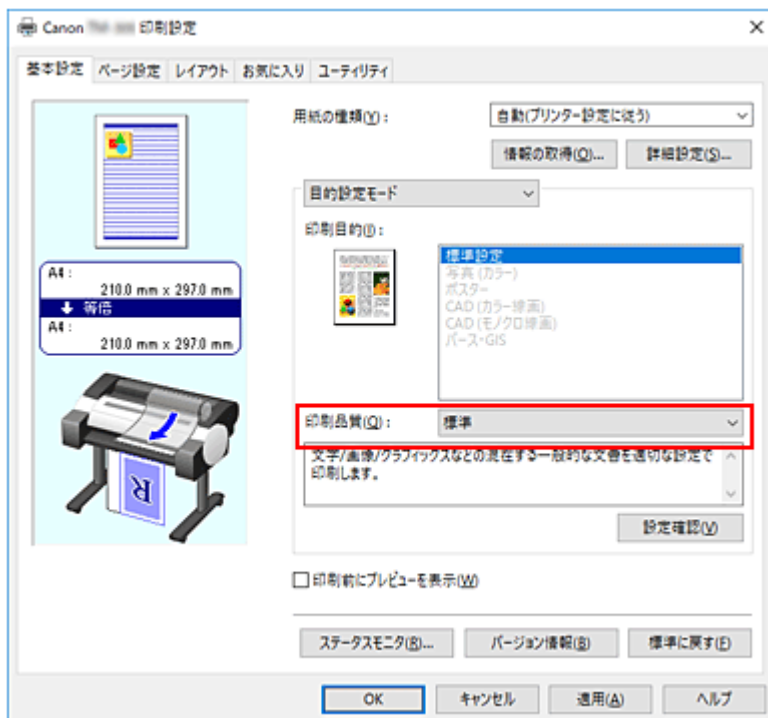 Canon 印刷設定
基本設定 ページ設定 レイアウト お気に入り ユーティリティ
用紙の種類(Y): 自動(プリンター設定に従う)
情報の取得(O)... 詳細設定(S)...
目的設定モード
印刷目的(I):
標準設定
写真 (カラー)
ポスター
CAD (カラー線画)
CAD (モノクロ線画)
パース・GIS
A4:
210.0 mm x 297.0 mm
等倍
A4:
210.0 mm x 297.0 mm
R
印刷品質(Q): 標準
文字/画像/グラフィックスなどの混在する一般的な文書を適切な設定で
印刷します。
設定確認(V)
印刷前にプレビューを表示(W)
ステータスモニタ(R)... バージョン情報(B) 標準に戻す(F)
OK キャンセル 適用(A) ヘルプ